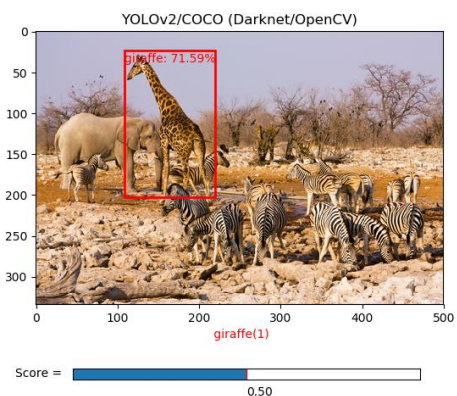 YOLOv2/COCO (Darknet/OpenCV)
0
50
100
150
200
250
300
giraffe: 71.59%
0 100 200 300 400 500
giraffe(1)
Score =
0.50